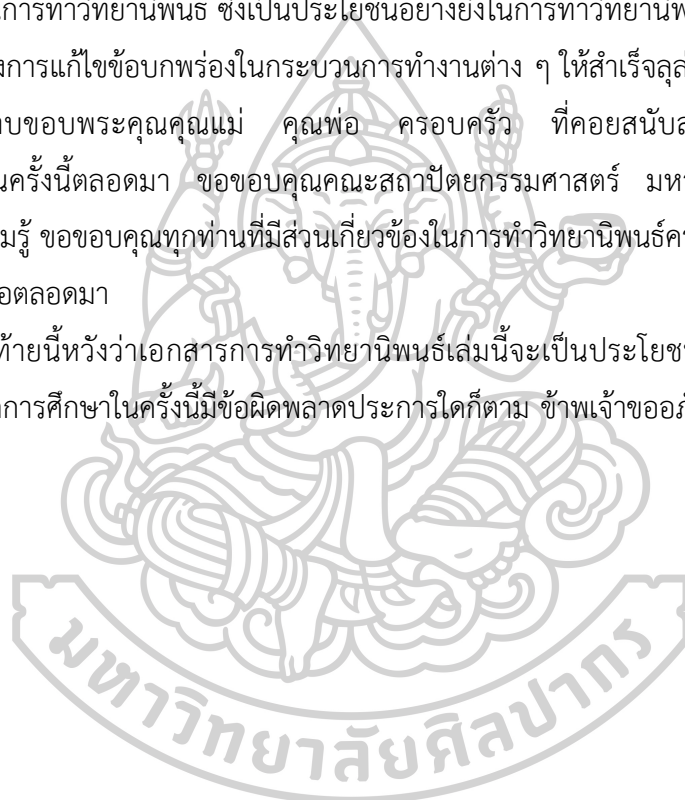 การทำวิทยานิพนธ์ ซึ่งเป็นประโยชน์อย่างยิ่งในการทำวิทยานิพ
งการแก้ไขข้อบกพร่องในกระบวนการทำงานต่าง ๆ ให้สำเร็จลุล่
บขอบพระคุณคุณแม่ คุณพ่อ ครอบครัว ที่คอยสนับส
นครั้งนี้ตลอดมา ขอขอบคุณคณะสถาปัตยกรรมศาสตร์ มหา
มรู้ ขอขอบคุณทุกท่านที่มีส่วนเกี่ยวข้องในการทำวิทยานิพนธ์คร
อตลอดมา
ท้ายนี้หวังว่าเอกสารการทำวิทยานิพนธ์เล่มนี้จะเป็นประโยช
การศึกษาในครั้งนี้มีข้อผิดพลาดประการใดก็ตาม ข้าพเจ้าขออภ
มหาวิทยาลัยศิลปากร